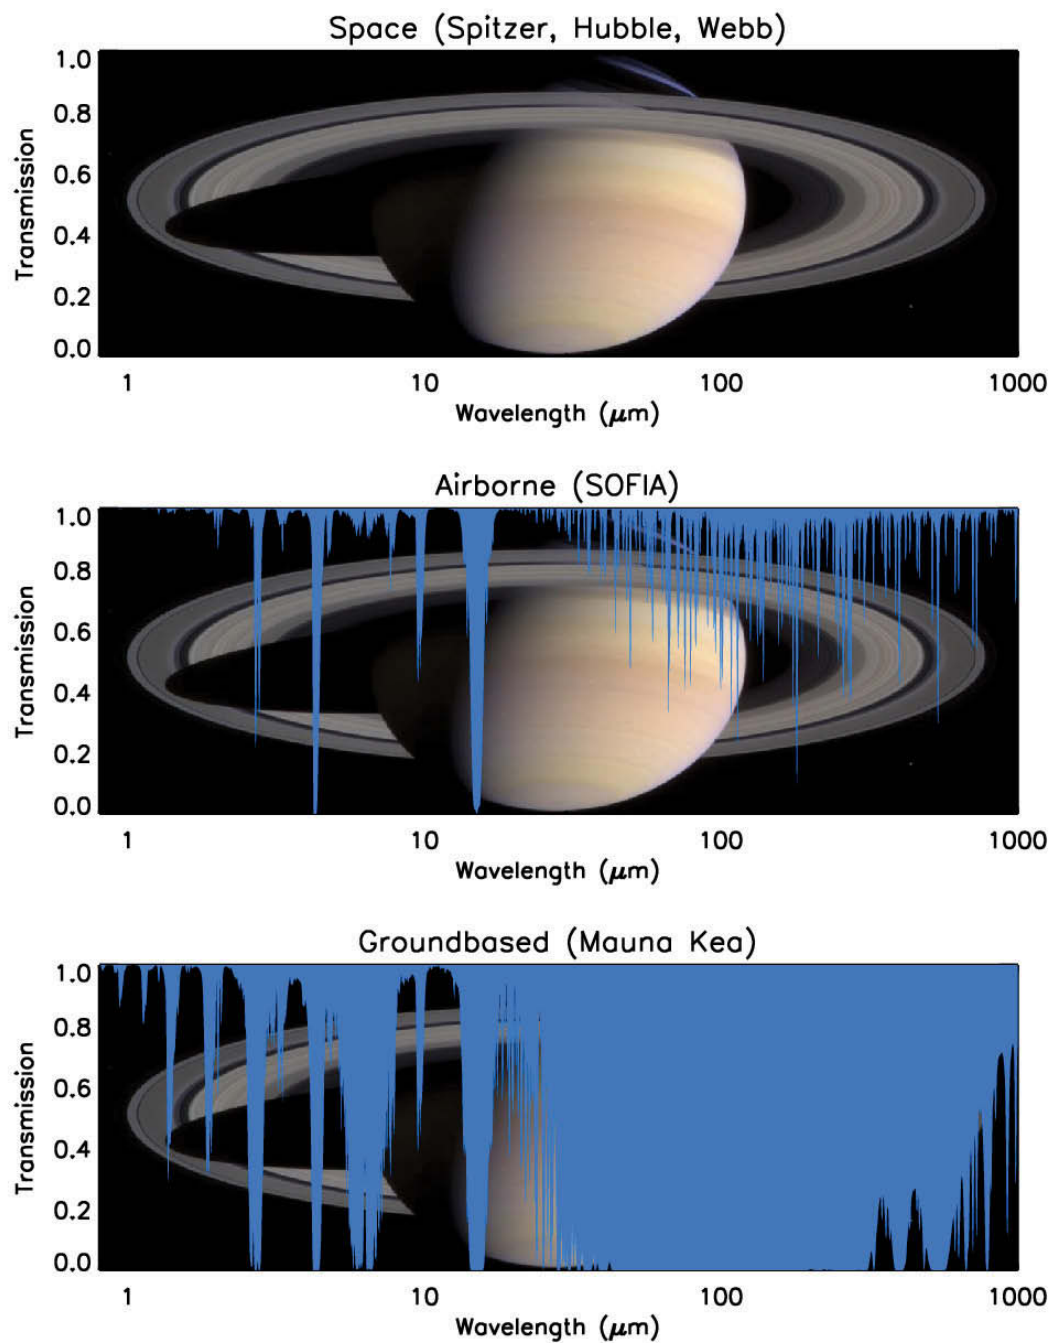 Space (Spitzer, Hubble, Webb)
Transmission
1.0
0.8
0.6
0.4
0.2
0.0
1 10 100 1000
Wavelength (μm)
Airborne (SOFIA)
Transmission
1.0
0.8
0.6
0.4
0.2
0.0
1 10 100 1000
Wavelength (μm)
Groundbased (Mauna Kea)
Transmission
1.0
0.8
0.6
0.4
0.2
0.0
1 10 100 1000
Wavelength (μm)